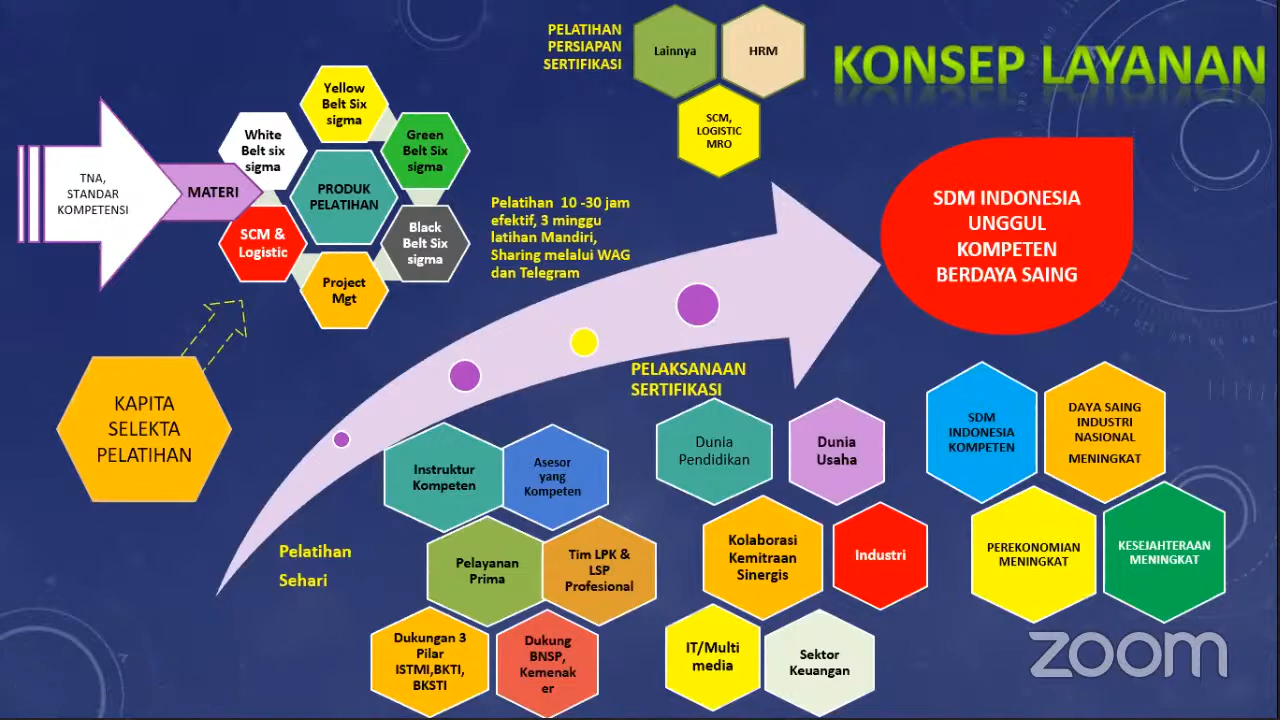 KONSEP LAYANAN
PELATIHAN
PERSIAPAN
SERTIFIKASI
Lainnya
HRM
SCM,
LOGISTIC
MRO
TNA,
STANDAR
KOMPETENSI
MATERI
White
Belt six
sigma
Yellow
Belt Six
sigma
Green
Belt Six
sigma
PRODUK
PELATIHAN
SCM &
Logistic
Black
Belt Six
sigma
Project
Mgt
Pelatihan 10 -30 jam
efektif, 3 minggu
latihan Mandiri,
Sharing melalui WAG
dan Telegram
SDM INDONESIA
UNGGUL
KOMPETEN
BERDAYA SAING
KAPITA
SELEKTA
PELATIHAN
Pelatihan
Sehari
PELAKSANAAN
SERTIFIKASI
Instruktur
Kompeten
Asesor
yang
Kompeten
Pelayanan
Prima
Tim LPK &
LSP
Profesional
Dukungan 3
Pilar
ISTMI,BKTI,
BKSTI
Dukung
BNSP,
Kemenak
er
Dunia
Pendidikan
Dunia
Usaha
Kolaborasi
Kemitraan
Sinergis
Industri
IT/Multi
media
Sektor
Keuangan
SDM
INDONESIA
KOMPETEN
DAYA SAING
INDUSTRI
NASIONAL
MENINGKAT
PEREKONOMIAN
MENINGKAT
KESEJAHTERAAN
MENINGKAT
zoom